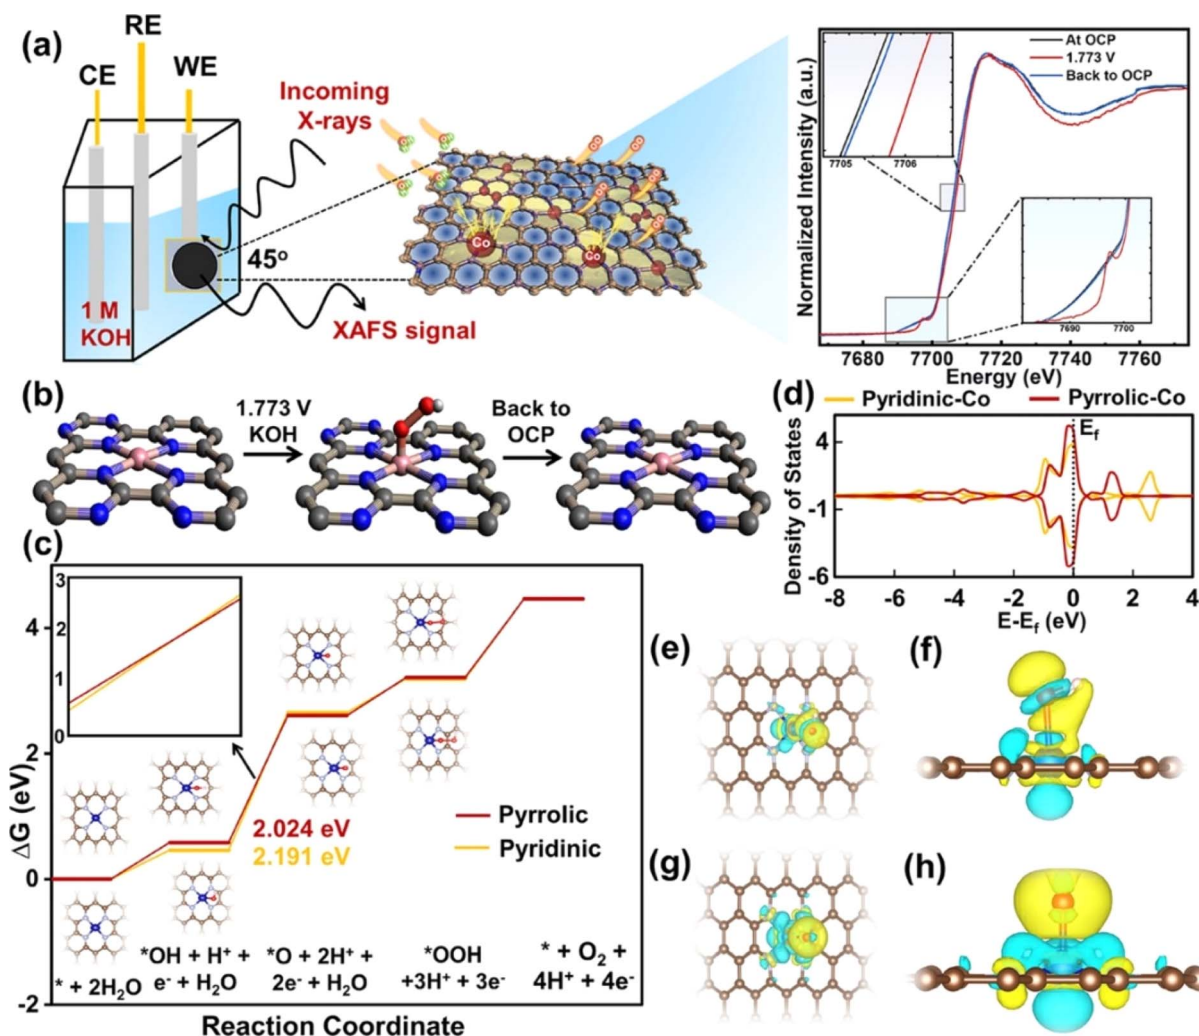 (a)
RE
CE
WE
Incoming
X-rays
45°
1 M
KOH
XAFS signal
Co
Co
Normalized Intensity (a.u.)
At OCP
1.773 V
Back to OCP
7705
7706
7690
7700
7680
7700
7720
7740
7760
Energy (eV)
(b)
1.773 V
KOH
Back to
OCP
(d)
Pyridinic-Co
Pyrrolic-Co
Density of States
4
-1
-6
Ef
-8
-6
-4
-2
0
2
4
E-Ef (eV)
(c)
3
2
1
0
ΔG (eV)
4
2
0
-2
2.024 eV
2.191 eV
Pyrrolic
Pyridinic
* + 2H₂O
*OH + H⁺ +
e⁻ + H₂O
*O + 2H⁺ +
2e⁻ + H₂O
*OOH
+3H⁺ + 3e⁻
* + O₂ +
4H⁺ + 4e⁻
Reaction Coordinate
(e)
(f)
(g)
(h)